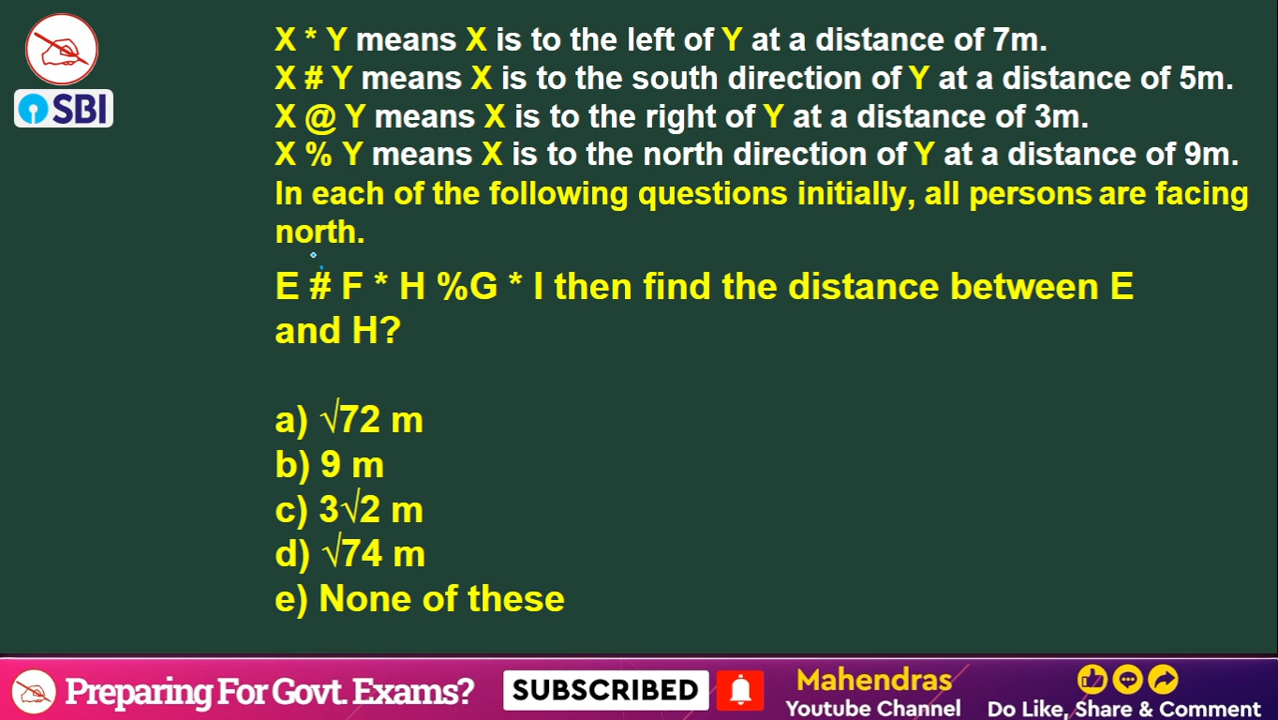 X * Y means X is to the left of Y at a distance of 7m.
SBI
X # Y means X is to the south direction of Y at a distance of 5m.
X @ Y means X is to the right of Y at a distance of 3m.
X % Y means X is to the north direction of Y at a distance of 9m.
In each of the following questions initially, all persons are facing
north.
E # F * H %G * I then find the distance between E
and H?
a) √72 m
b) 9 m
c) 3√2 m
d) √74 m
e) None of these
Preparing For Govt. Exams?
SUBSCRIBED
Mahendras
Youtube Channel
Do Like, Share & Comment